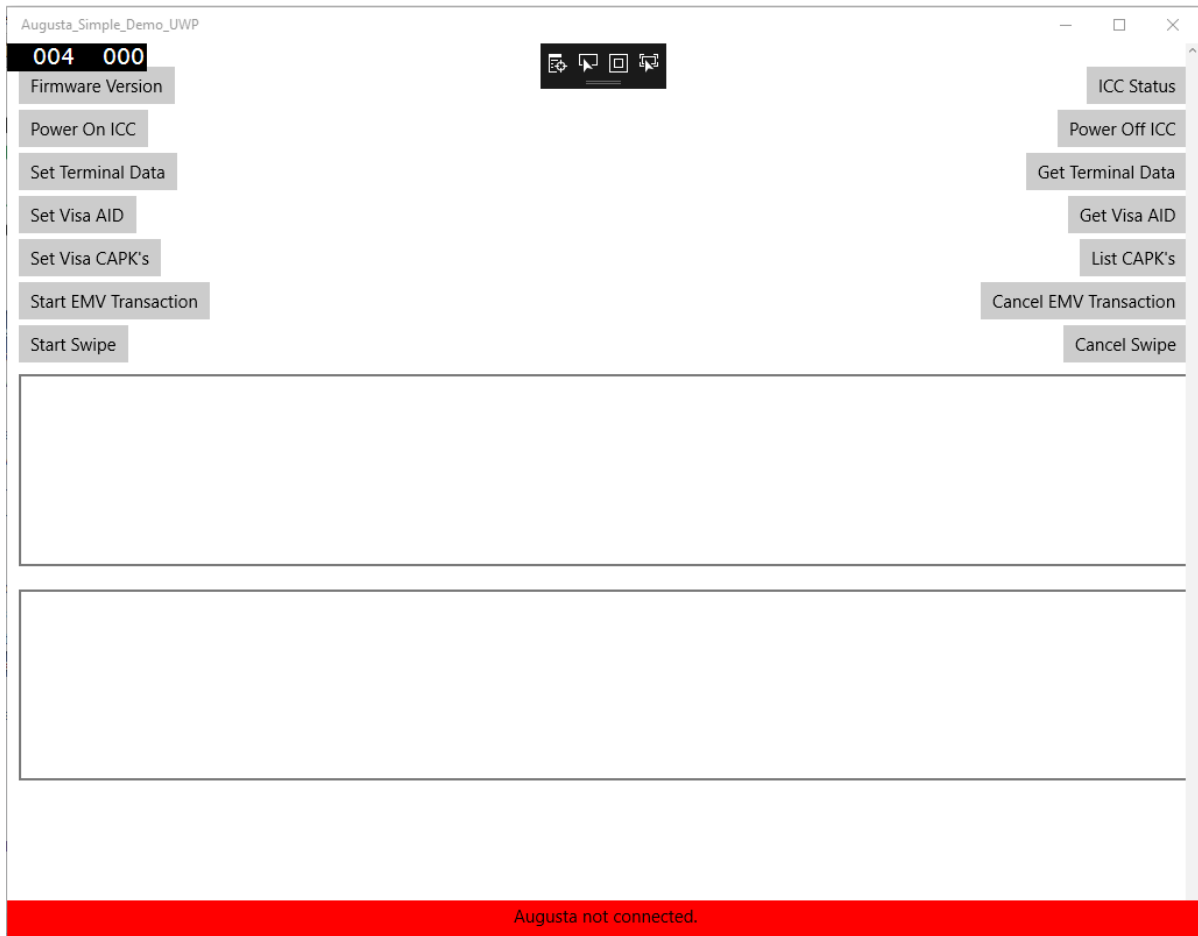 Augusta_Simple_Demo_UWP
004 000
Firmware Version ICC Status
Power On ICC Power Off ICC
Set Terminal Data Get Terminal Data
Set Visa AID Get Visa AID
Set Visa CAPK's List CAPK's
Start EMV Transaction Cancel EMV Transaction
Start Swipe Cancel Swipe
Augusta not connected.